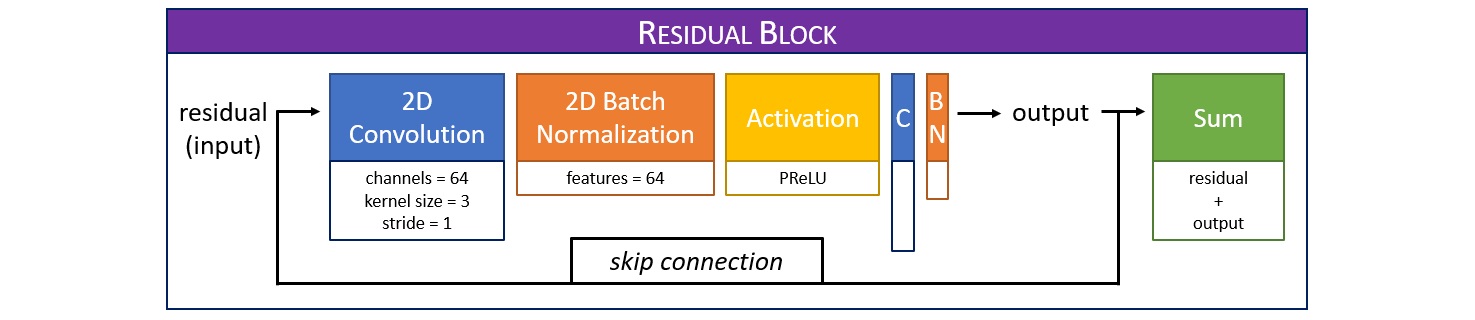 RESIDUAL BLOCK
residual
(input)
2D
Convolution
channels = 64
kernel size = 3
stride = 1
2D Batch
Normalization
features = 64
Activation
PReLU
C
B
N
output
Sum
residual
+
output
skip connection